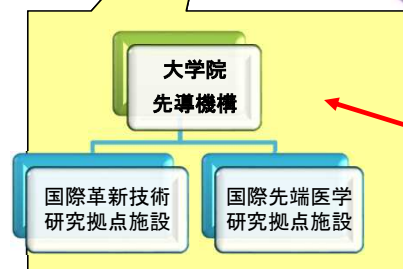 大学院
先導機構
国際革新技術
研究拠点施設
国際先端医学
研究拠点施設